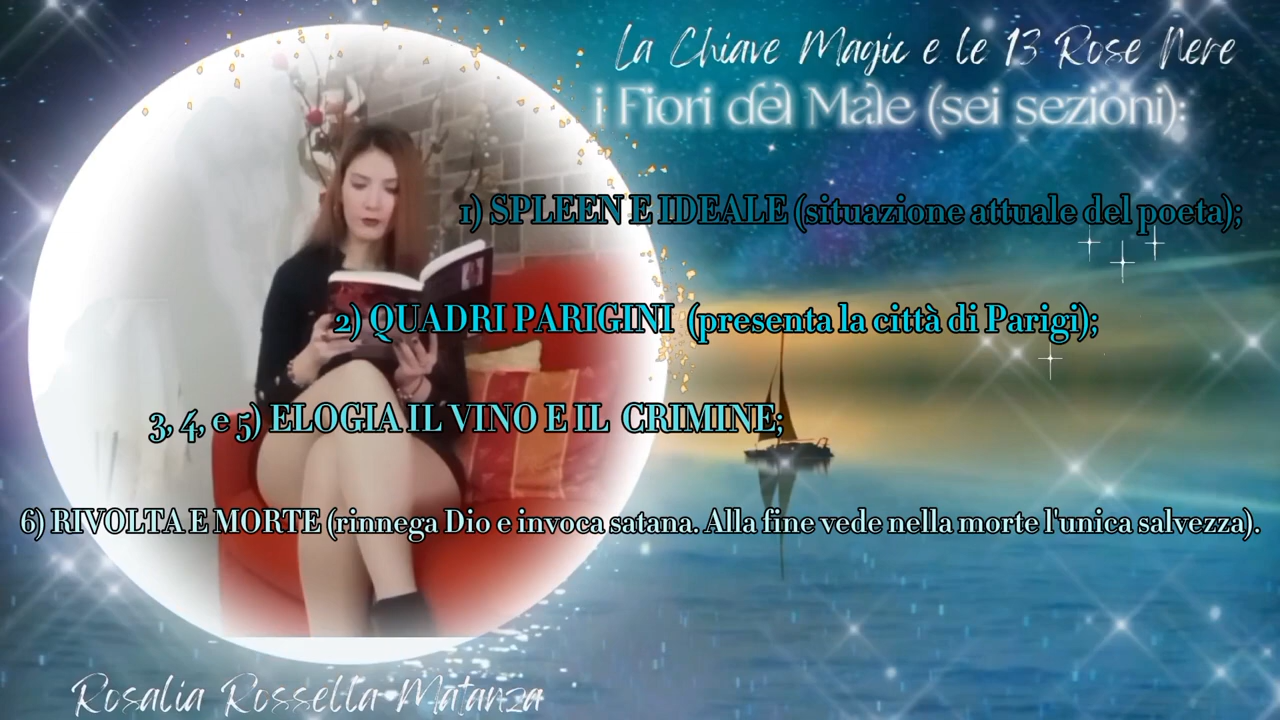 La Chiave Magic e le 13 Rose Nere
i Fiori del Male (sei sezioni):
1) SPLEEN E IDEALE (situazione attuale del poeta);
2) QUADRI PARIGINI (presenta la città di Parigi);
3, 4, e 5) ELOGIA IL VINO E IL CRIMINE;
6) RIVOLTA E MORTE (rinnega Dio e invoca satana. Alla fine vede nella morte l'unica salvezza).
Rosalia Rossella Matanza